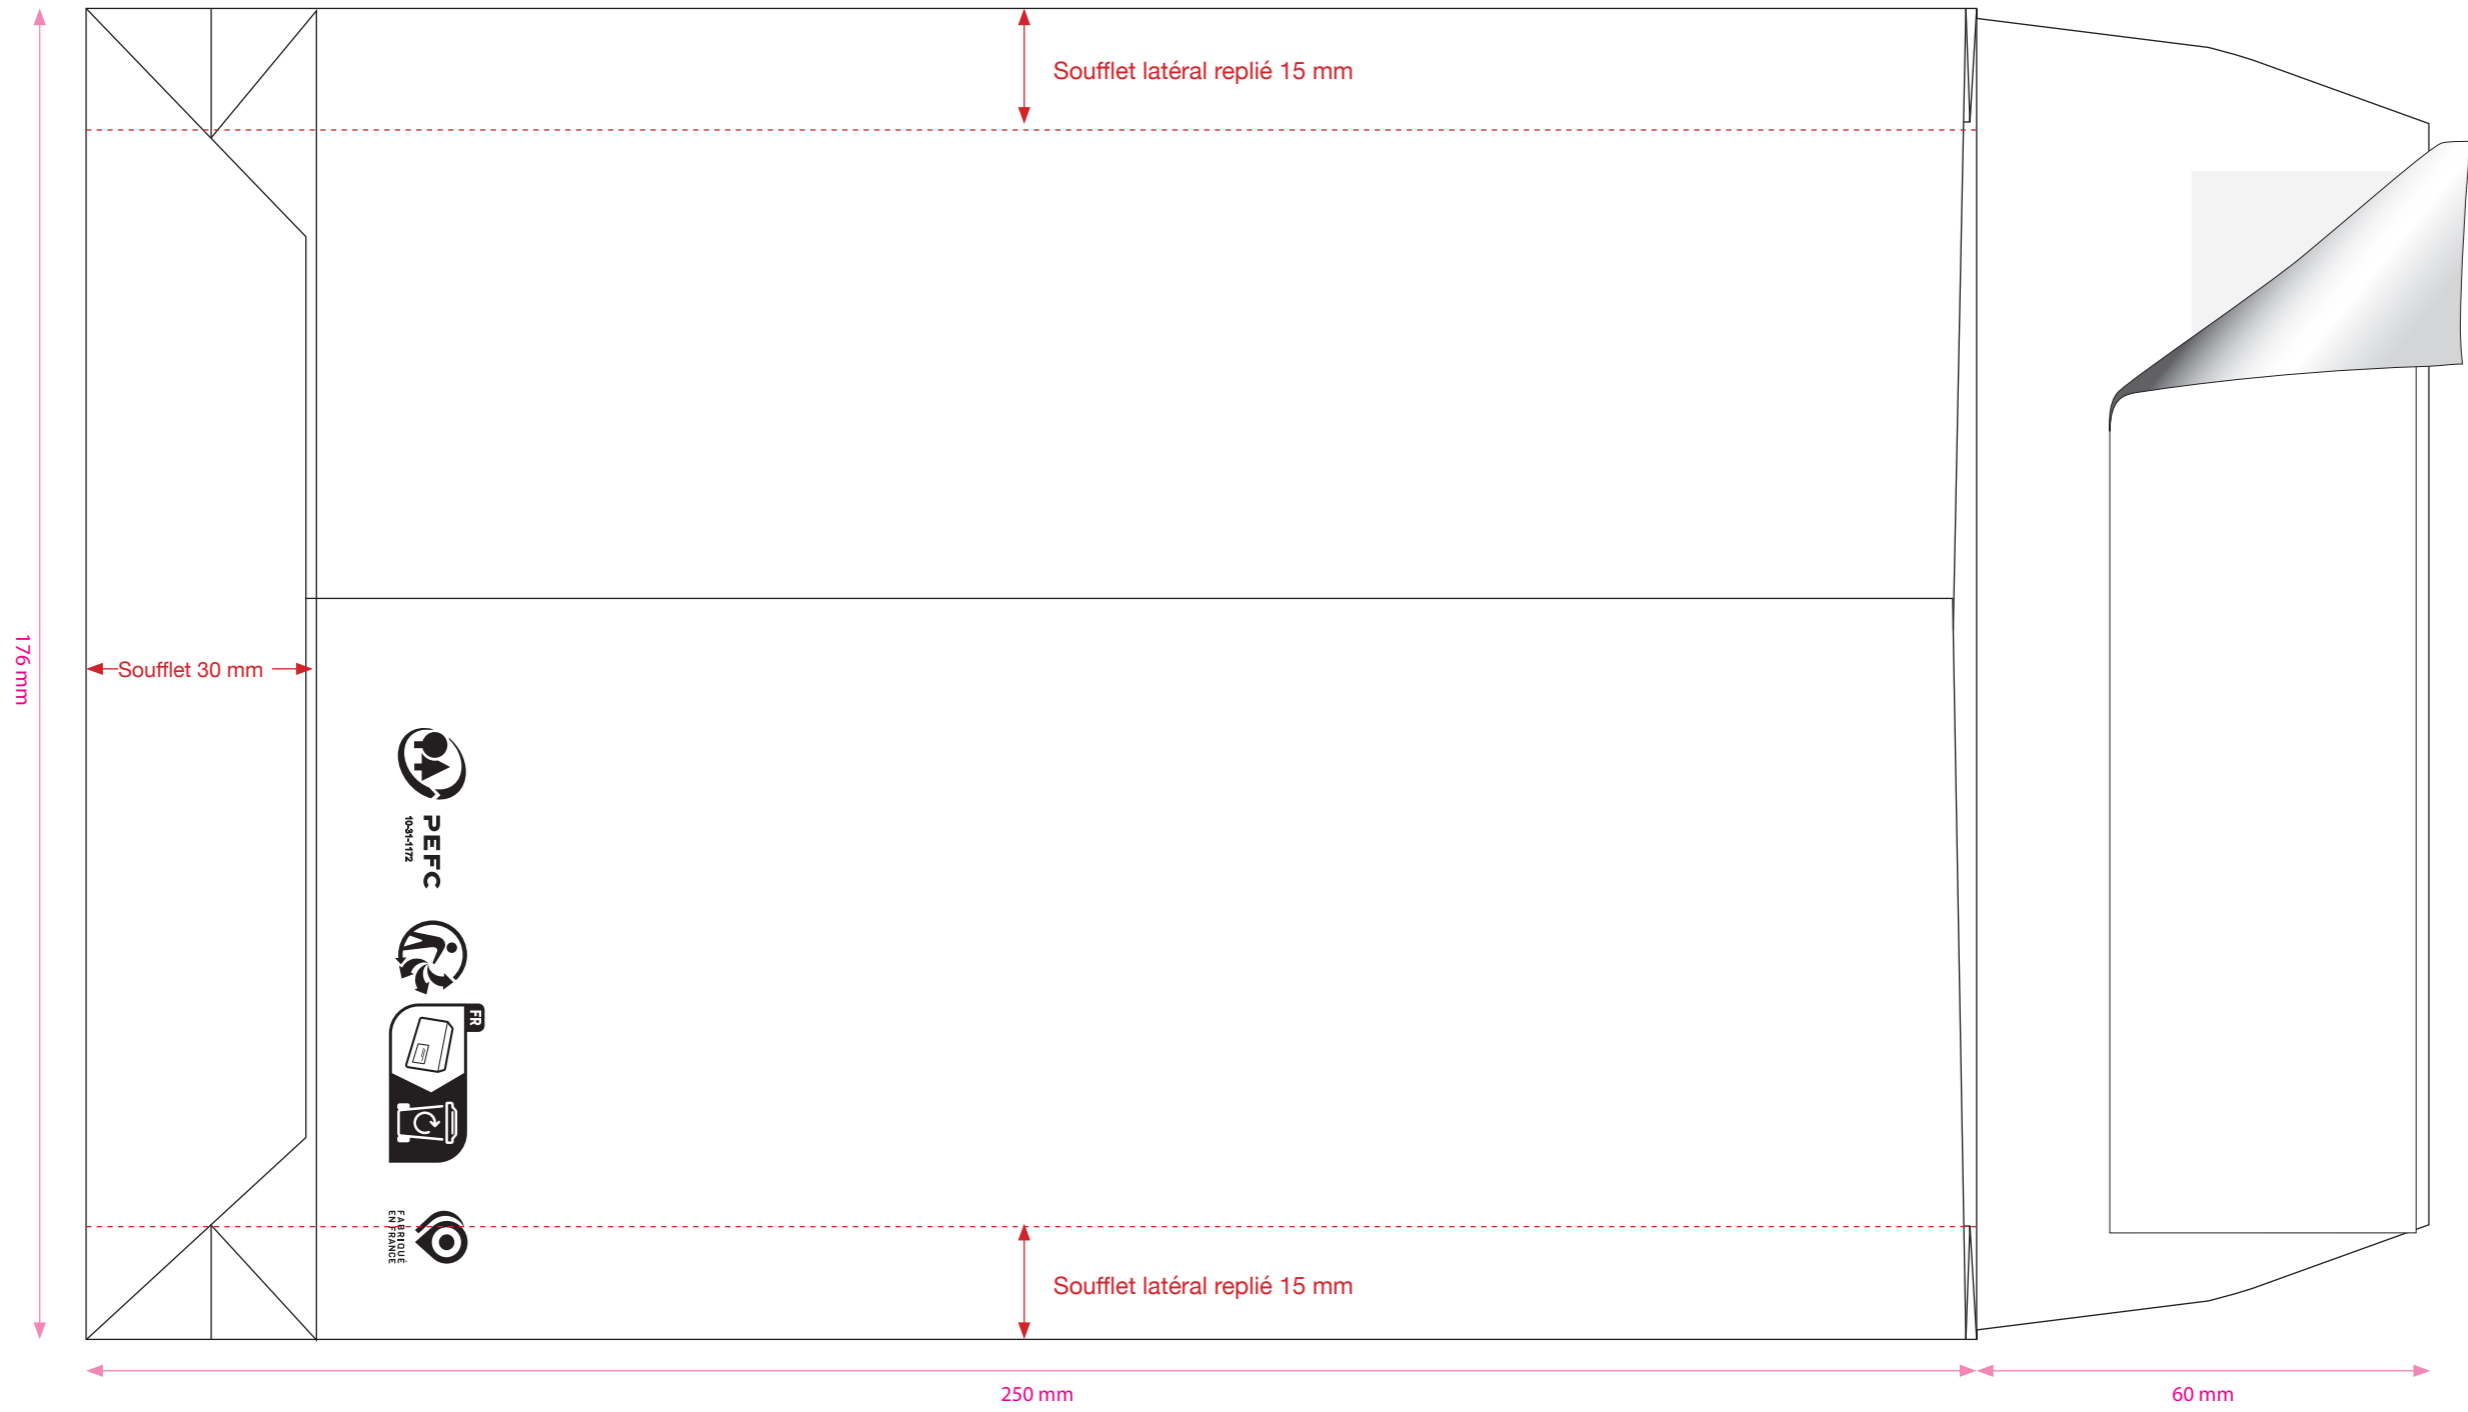 Soufflet latéral replié 15 mm
176 mm
Soufflet 30 mm
PEFC
10-31-1172
FR
FABRIQUÉ
EN FRANCE
Soufflet latéral replié 15 mm
250 mm
60 mm